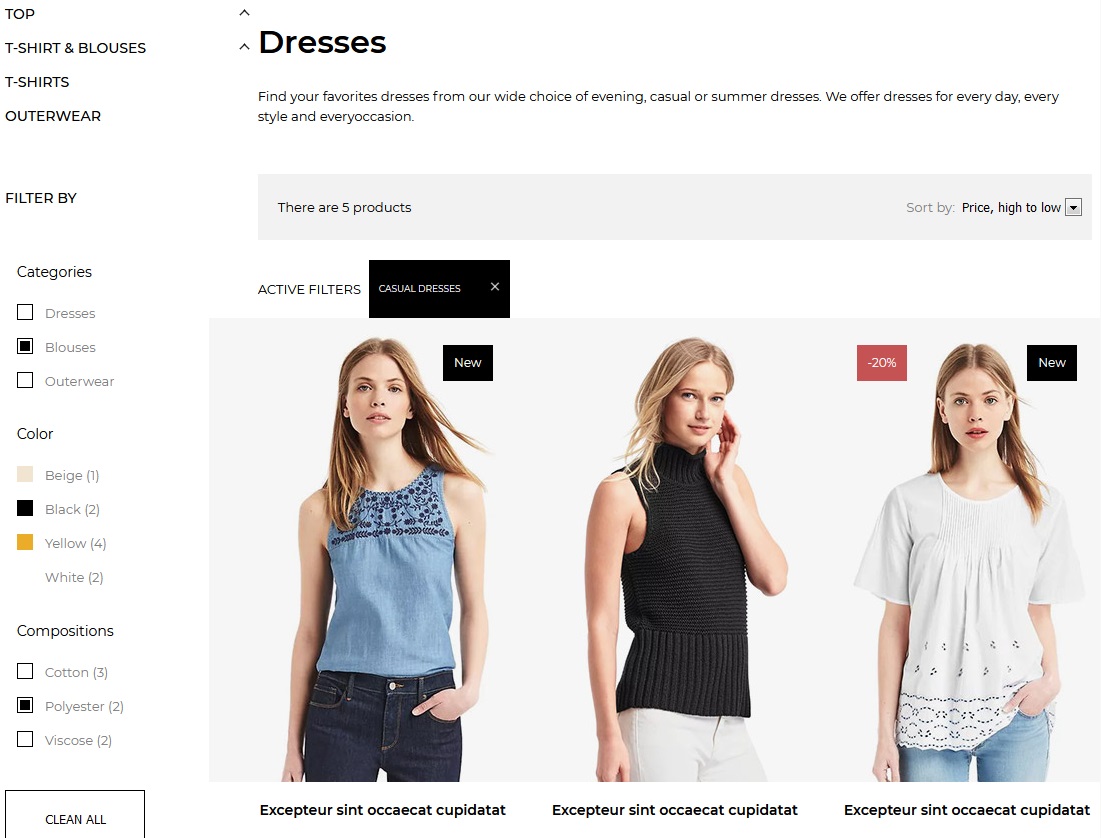 TOP
T-SHIRT & BLOUSES
T-SHIRTS
OUTERWEAR
FILTER BY
Categories
Dresses
Blouses
Outerwear
Color
Beige (1)
Black (2)
Yellow (4)
White (2)
Compositions
Cotton (3)
Polyester (2)
Viscose (2)
CLEAN ALL
Dresses
Find your favorites dresses from our wide choice of evening, casual or summer dresses. We offer dresses for every day, every
style and everyoccasion.
There are 5 products
Sort by: Price, high to low
ACTIVE FILTERS
CASUAL DRESSES
New
-20%
New
Excepteur sint occaecat cupidatat
Excepteur sint occaecat cupidatat
Excepteur sint occaecat cupidatat